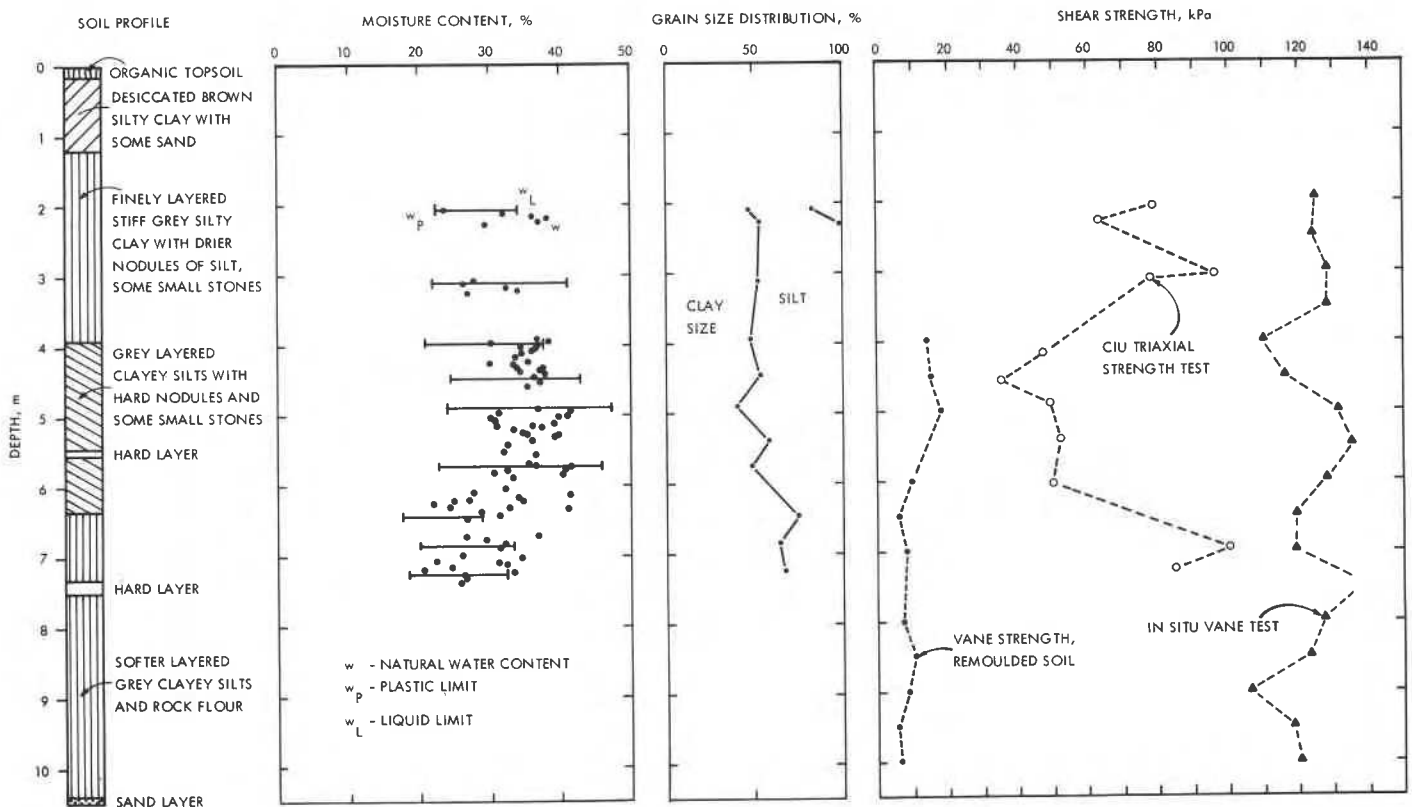 SOIL PROFILE
MOISTURE CONTENT, %
GRAIN SIZE DISTRIBUTION, %
SHEAR STRENGTH, kPa
0 10 20 30 40 50
0 50 100
0 20 40 60 80 100 120 140
DEPTH, m
0
1
2
3
4
5
6
7
8
9
10
ORGANIC TOPSOIL
DESICCATED BROWN
SILTY CLAY WITH
SOME SAND
FINELY LAYERED
STIFF GREY SILTY
CLAY WITH DRIER
NODULES OF SILT,
SOME SMALL STONES
GREY LAYERED
CLAYEY SILTS WITH
HARD NODULES AND
SOME SMALL STONES
HARD LAYER
HARD LAYER
SOFTER LAYERED
GREY CLAYEY SILTS
AND ROCK FLOUR
SAND LAYER
wL
wP
w
w - NATURAL WATER CONTENT
wP - PLASTIC LIMIT
wL - LIQUID LIMIT
CLAY
SIZE
SILT
CIU TRIAXIAL
STRENGTH TEST
VANE STRENGTH,
REMOULDED SOIL
IN SITU VANE TEST